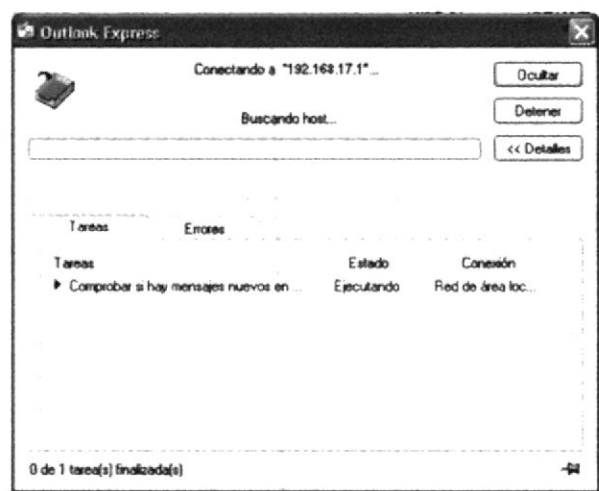 Outlook Express
Conectando a "192.168.17.1"...
Ocultar
Buscando host...
Detener
<< Detalles
Tareas Errores
Tareas Estado Conexión
Comprobar si hay mensajes nuevos en ... Ejecutando Red de área loc...
0 de 1 tarea(s) finalizada(s)